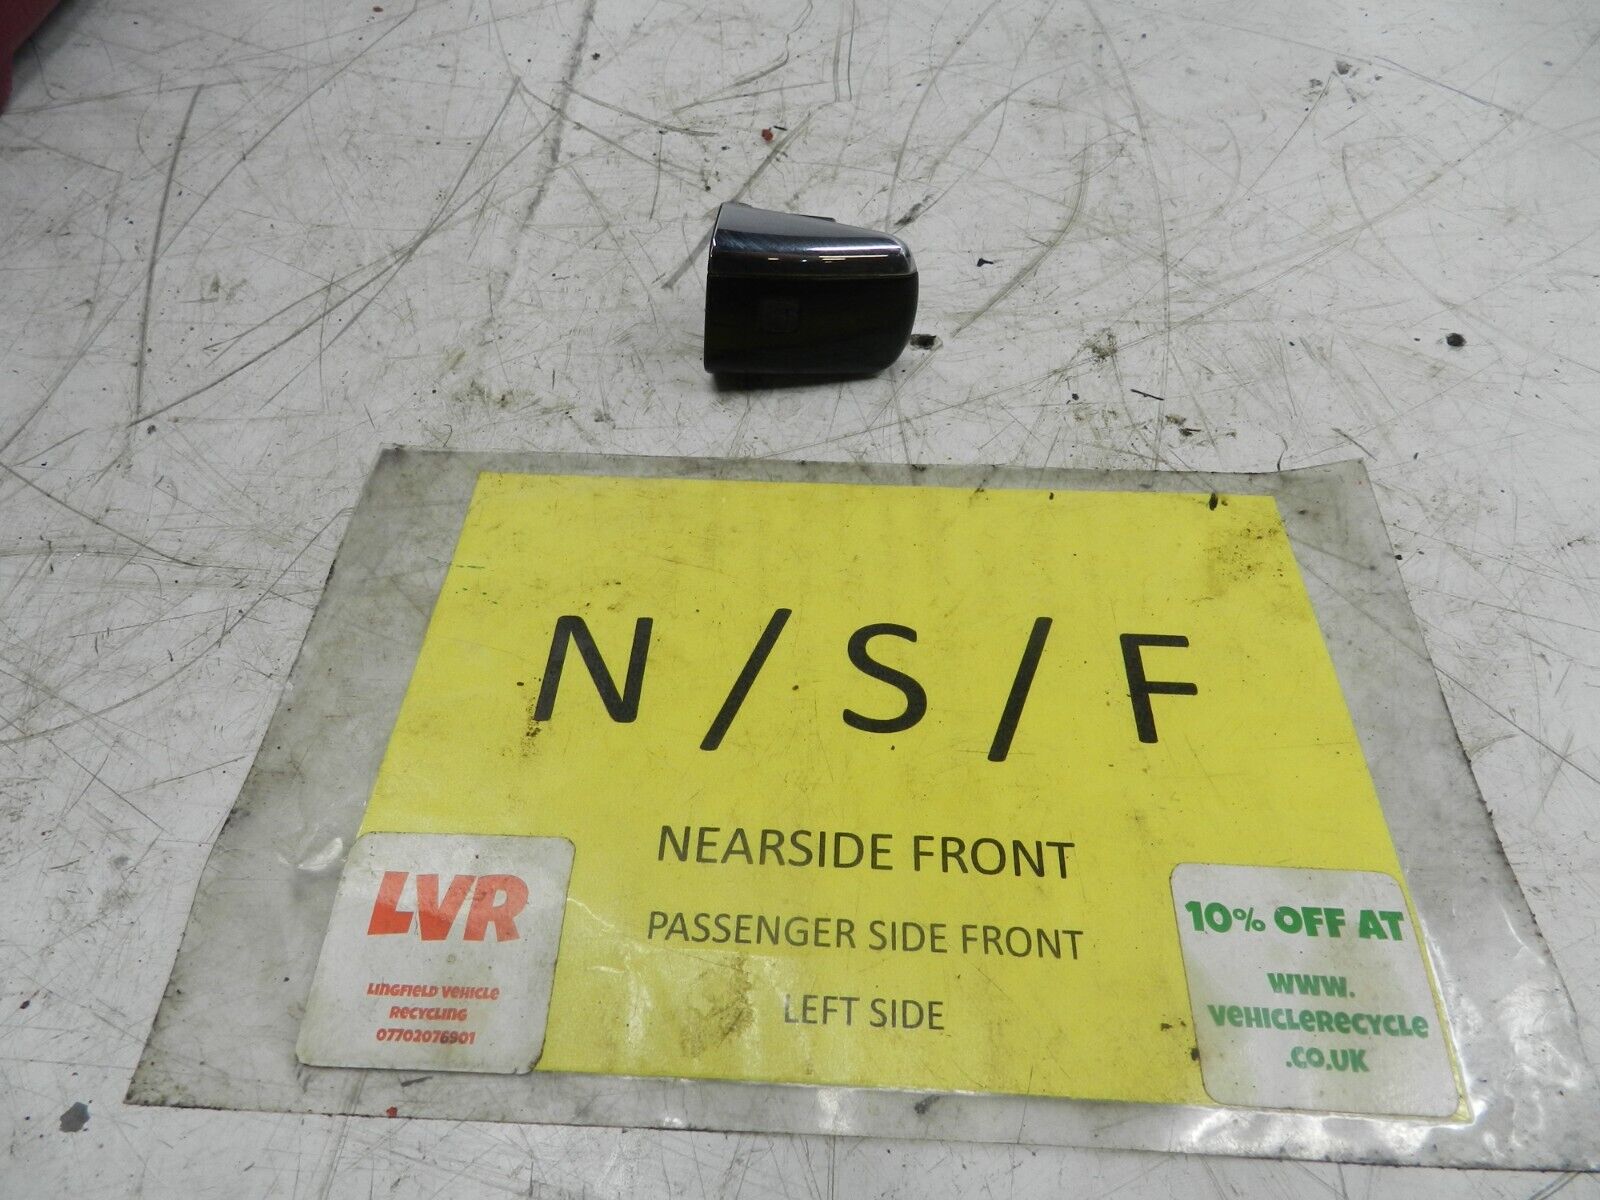 N/S/F
NEARSIDE FRONT
PASSENGER SIDE FRONT
LEFT SIDE
LVR
LINGFIELD VEHICLE
RECYCLING
07702076901
10% OFF AT
WWW.
VEHICLERECYCLE
.CO.UK